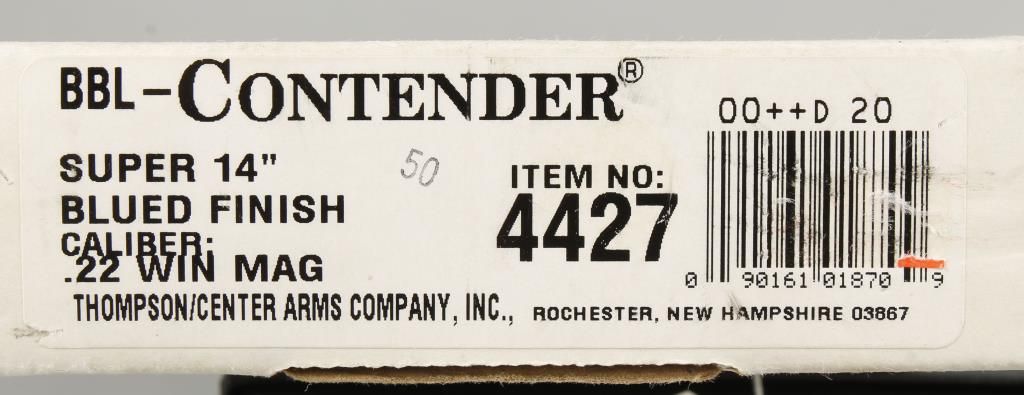 BBL-CONTENDER®
00++D 20
SUPER 14"
50
ITEM NO:
BLUED FINISH
4427
CALIBER:
.22 WIN MAG
0 90161 01870 9
THOMPSON/CENTER ARMS COMPANY, INC., ROCHESTER, NEW HAMPSHIRE 03867